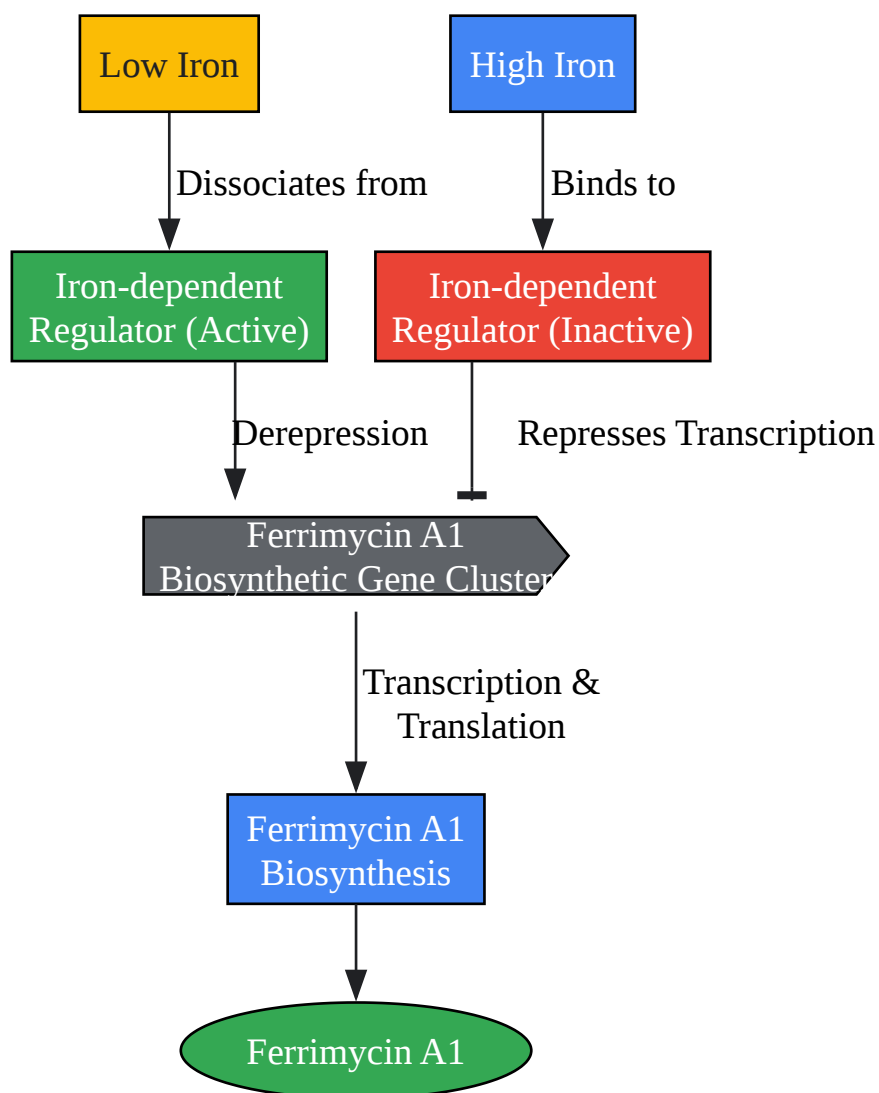 Low Iron
High Iron
Dissociates from
Binds to
Iron-dependent
Regulator (Active)
Iron-dependent
Regulator (Inactive)
Derepression
Represses Transcription
Ferrimycin A1
Biosynthetic Gene Cluster
Transcription &
Translation
Ferrimycin A1
Biosynthesis
Ferrimycin A1